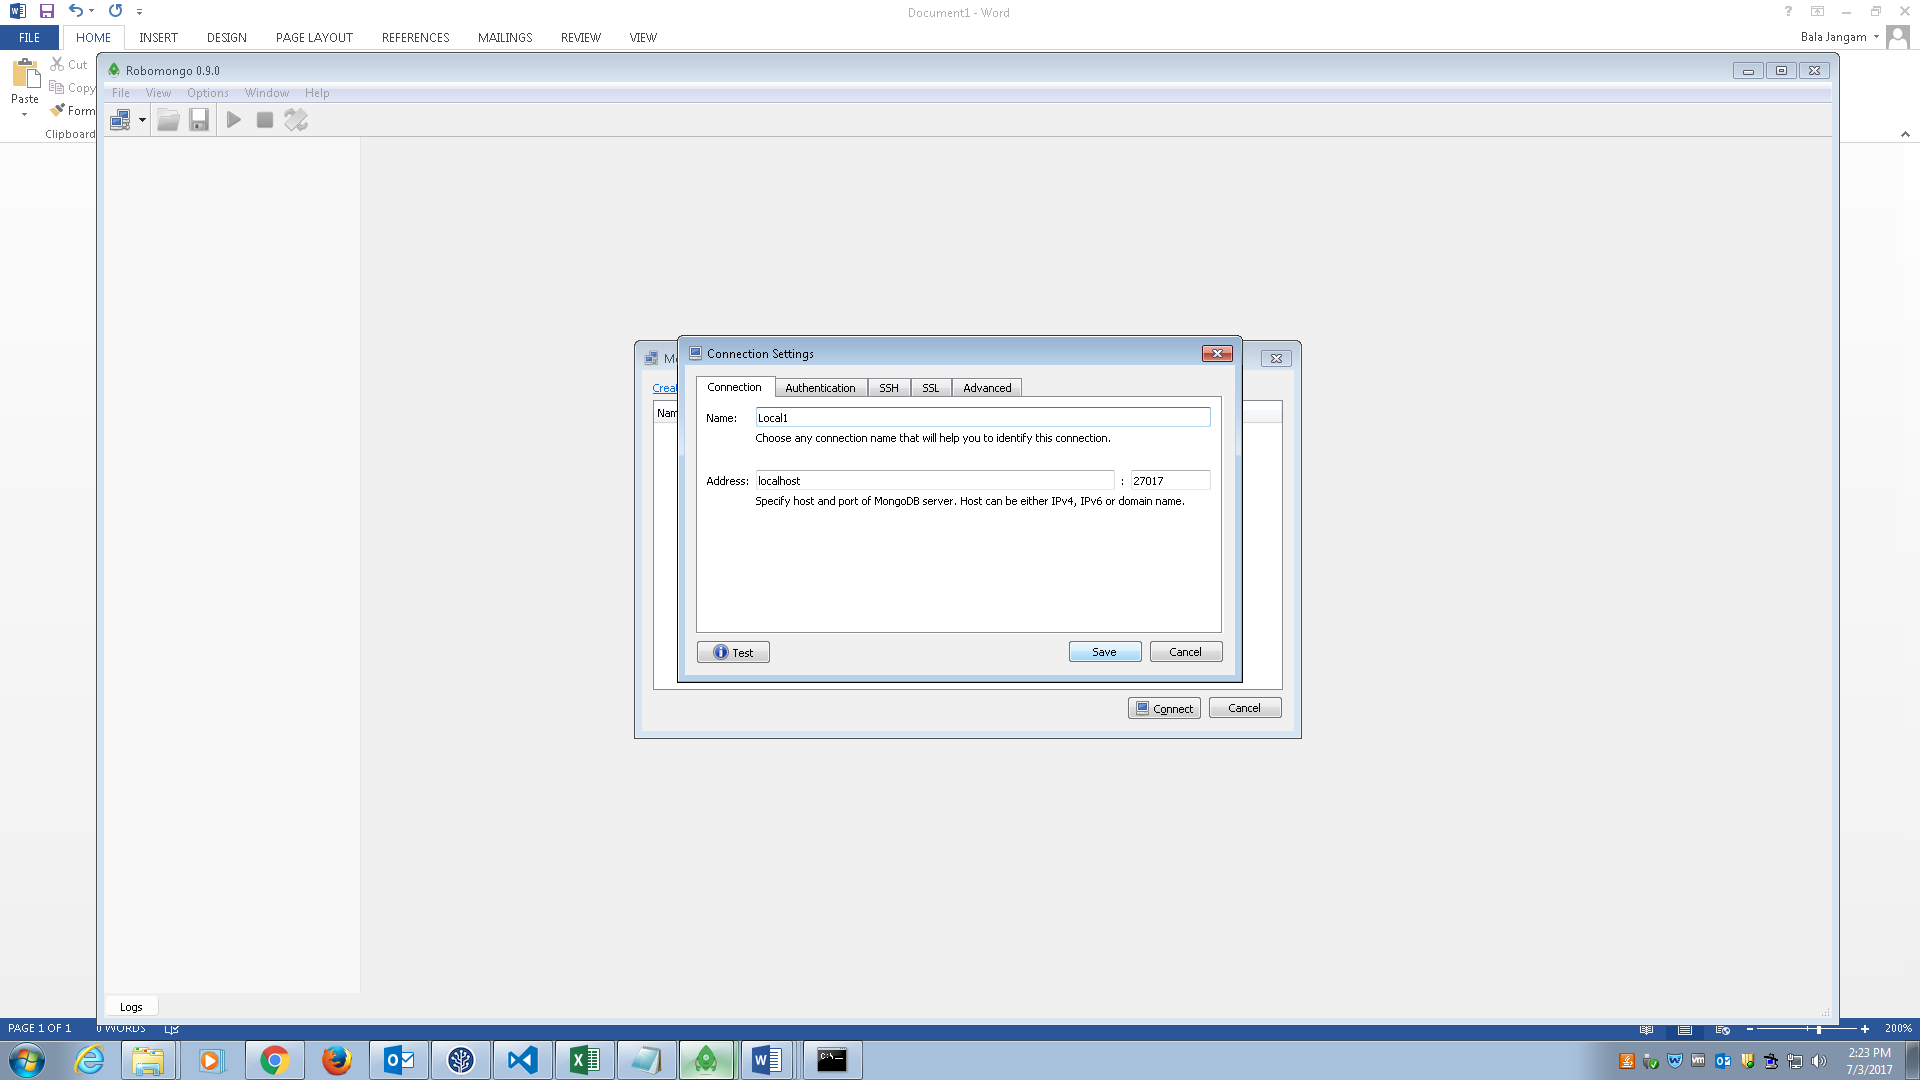 Document1 - Word
FILE HOME INSERT DESIGN PAGE LAYOUT REFERENCES MAILINGS REVIEW VIEW
Bala Jangam
Cut
Copy
Form
Paste
Clipboard
Robomongo 0.9.0
File View Options Window Help
Connection Settings
Connection Authentication SSH SSL Advanced
Name: Local1
Choose any connection name that will help you to identify this connection.
Address: localhost : 27017
Specify host and port of MongoDB server. Host can be either IPv4, IPv6 or domain name.
Test Save Cancel
Connect Cancel
Logs
PAGE 1 OF 1 0 WORDS
200%
2:23 PM
7/3/2017